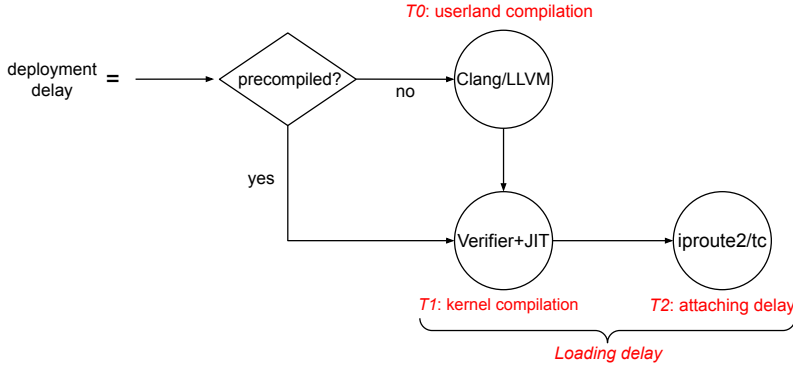 T0: userland compilation
deployment
delay
=
precompiled?
no
Clang/LLVM
yes
Verifier+JIT
iproute2/tc
T1: kernel compilation
T2: attaching delay
Loading delay